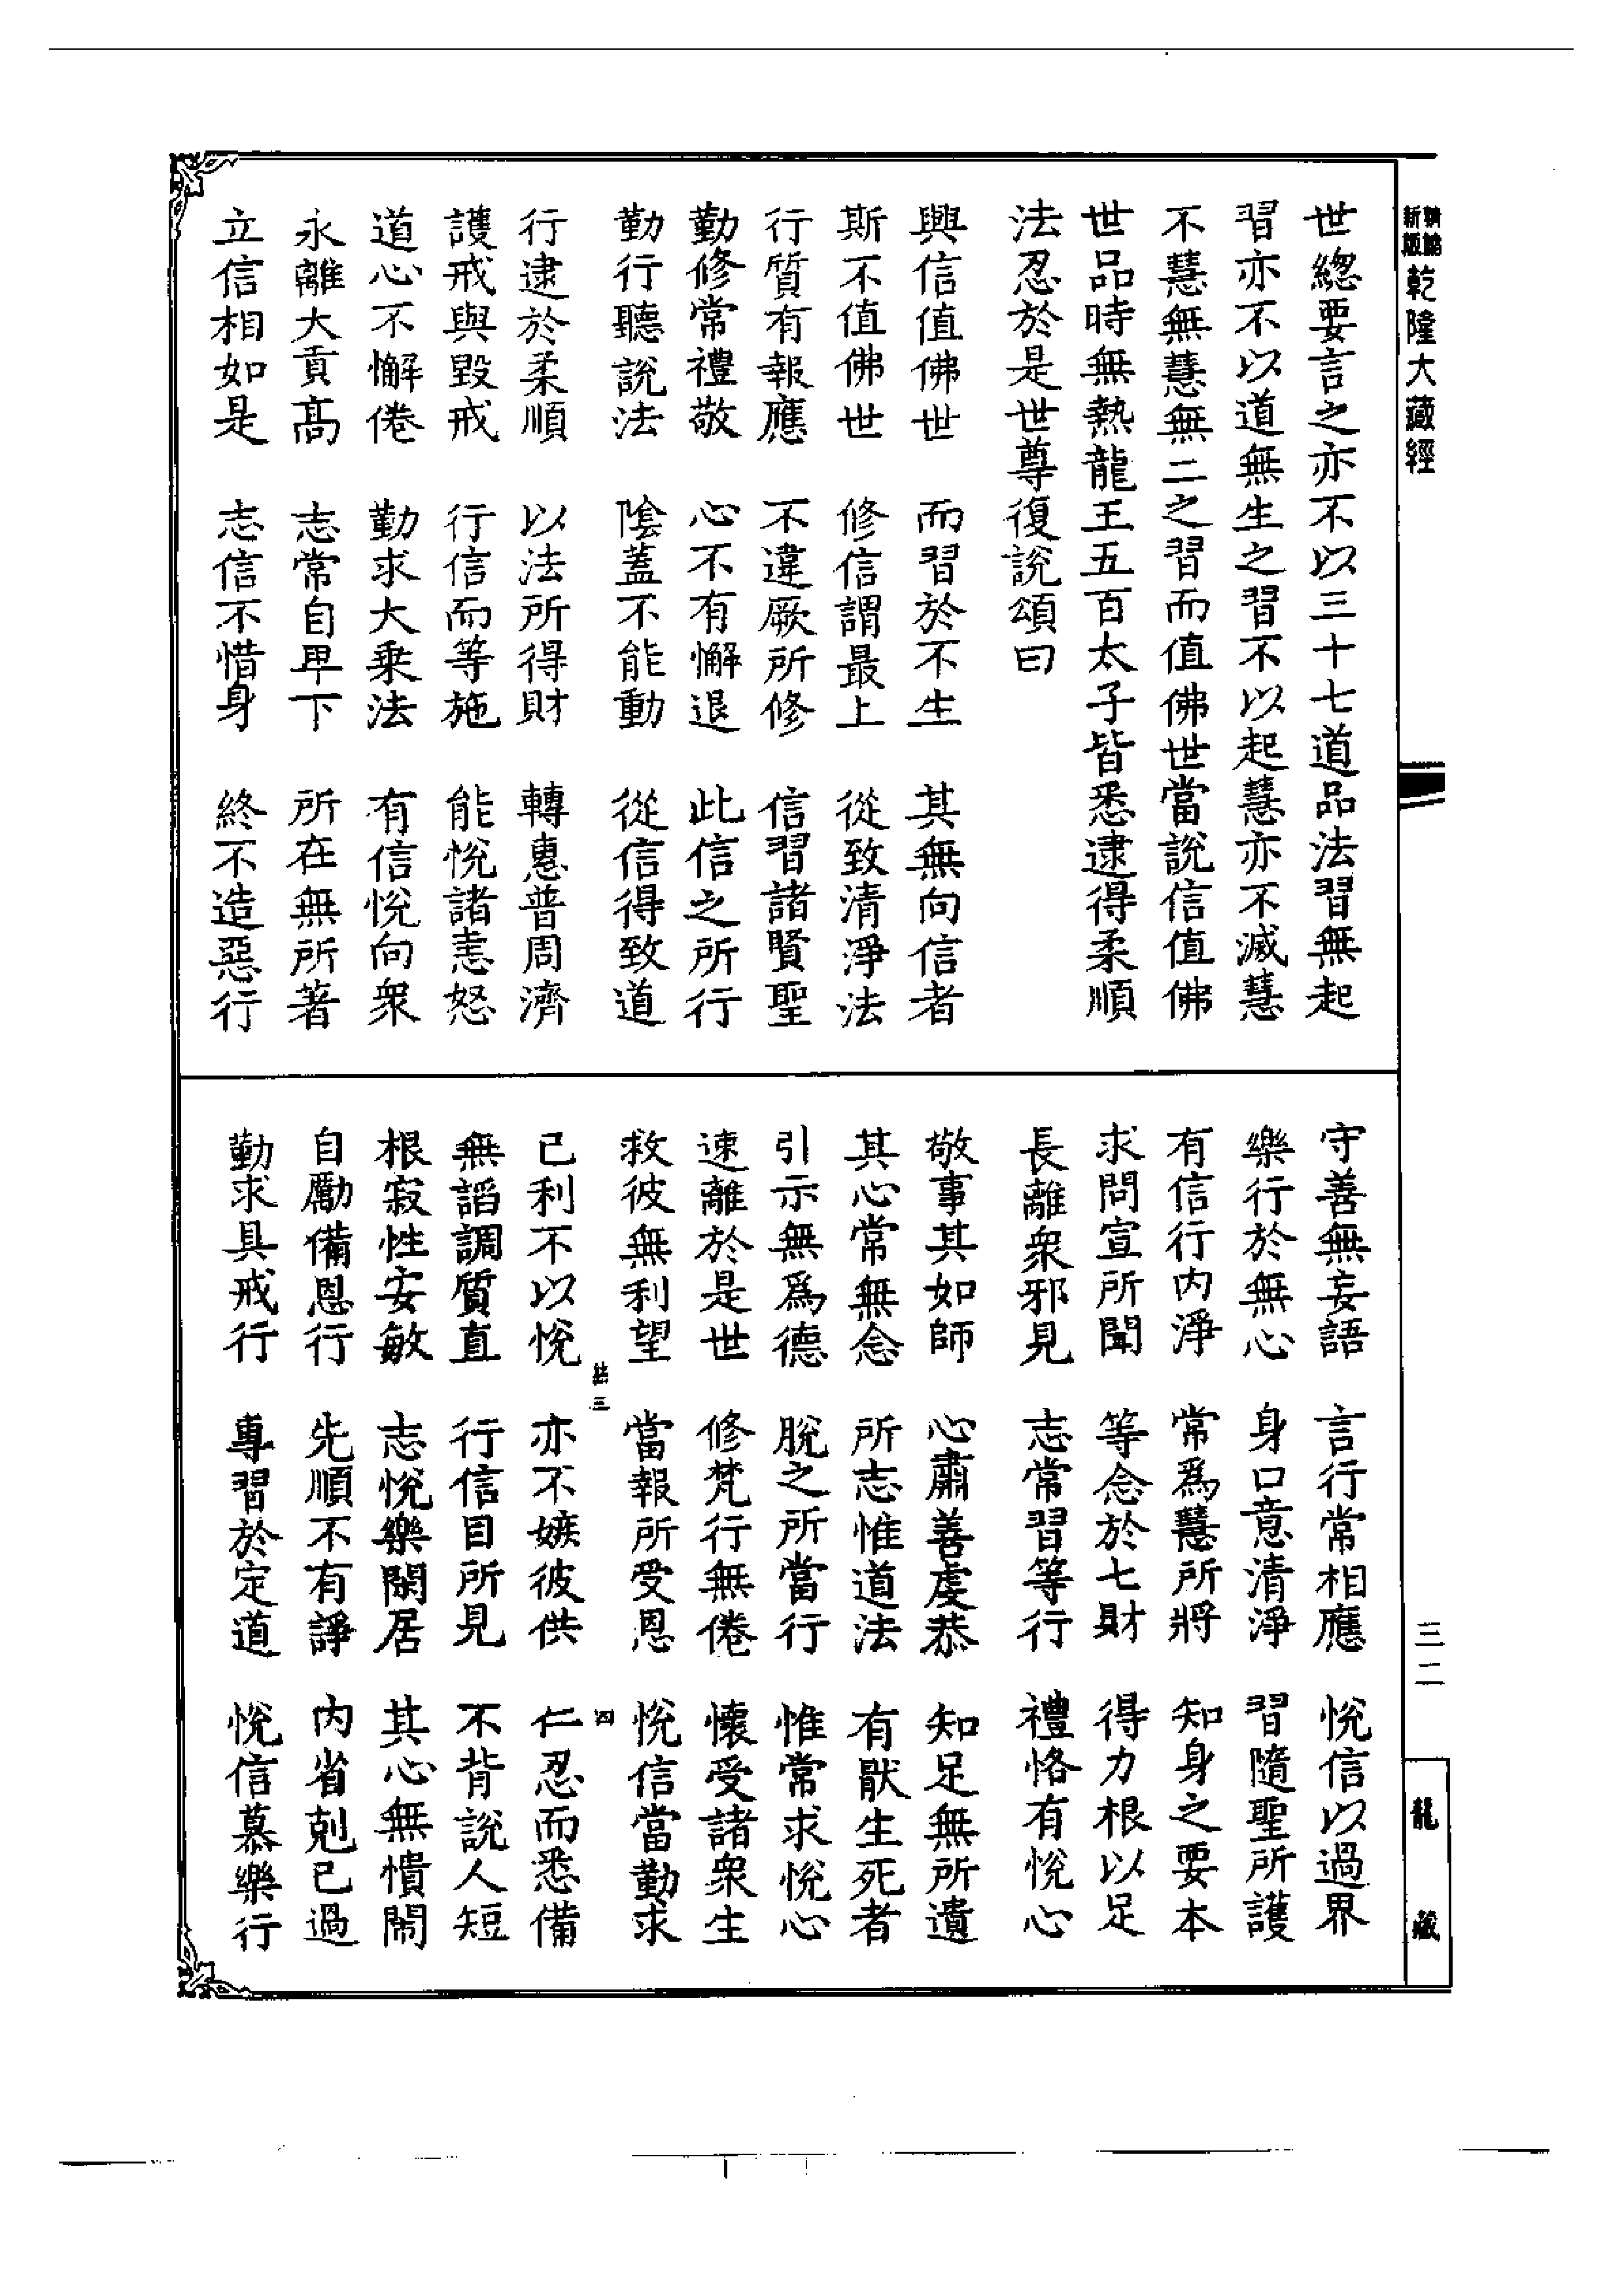 新編
新版
乾隆大藏經
世總要言之亦不以三十七道品法習無起
習亦不以道無生之習不以起慧亦不滅慧
不慧無慧無二之習而值佛世當說信值佛
世品時無熱龍王五百太子皆悉逮得柔順
法忍於是世尊復說頌曰
興信值佛世 而習於不生 其無向信者
斯不值佛世 修信謂最上 從致清淨法
行質有報應 不違厥所修 信習諸賢聖
勤修常禮敬 心不有懈退 此信之所行
勤行聽說法 陰蓋不能動 從信得致道
行逮於柔順 以法所得財 轉惠普周濟
護戒與毀戒 行信而等施 能悅諸恚怒
道心不懈倦 勤求大乘法 有信悅向衆
永離大貢高 志常自卑下 所在無所著
立信相如是 志信不惜身 終不造惡行
守善無妄語 言行常相應 悅信以過界
樂行於無心 身口意清淨 習隨聖所護
有信行內淨 常爲慧所將 知身之要本
求問宣所聞 等念於七財 得力根以足
長離衆邪見 志常習等行 禮恪有悅心
敬事其如師 心肅善虔恭 知足無所遺
其心常無念 所志惟道法 有猒生死者
引示無爲德 脫之所當行 惟常求悅心
速離於是世 修梵行無倦 懷受諸衆生
救彼無利望 當報所受恩 悅信當勤求
三 四
已利不以悅 亦不嫉彼供 仁忍而悉備
無諂調質直 行信目所見 不背說人短
根寂性安敏 志悅樂閑居 其心無憒鬧
自勵備恩行 先順不有諍 內省剋已過
勤求具戒行 專習於定道 悅信慕樂行
三二
龍藏